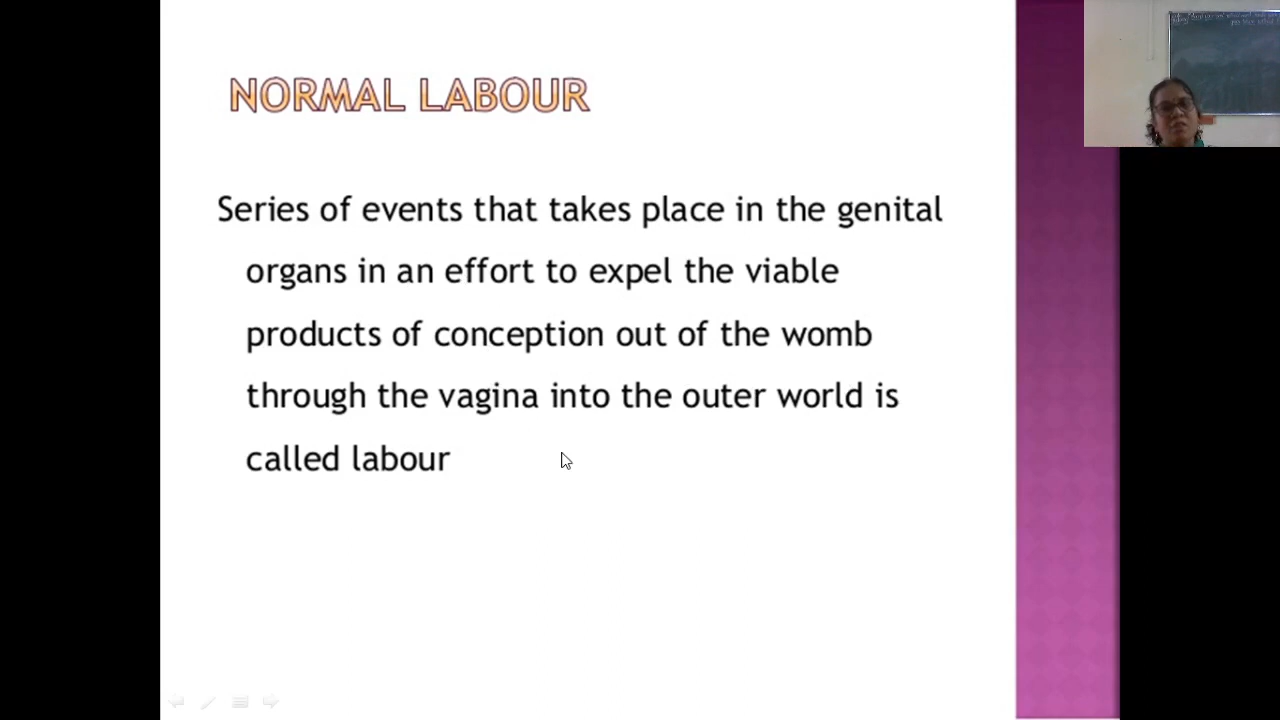 NORMAL LABOUR
Series of events that takes place in the genital
organs in an effort to expel the viable
products of conception out of the womb
through the vagina into the outer world is
called labour